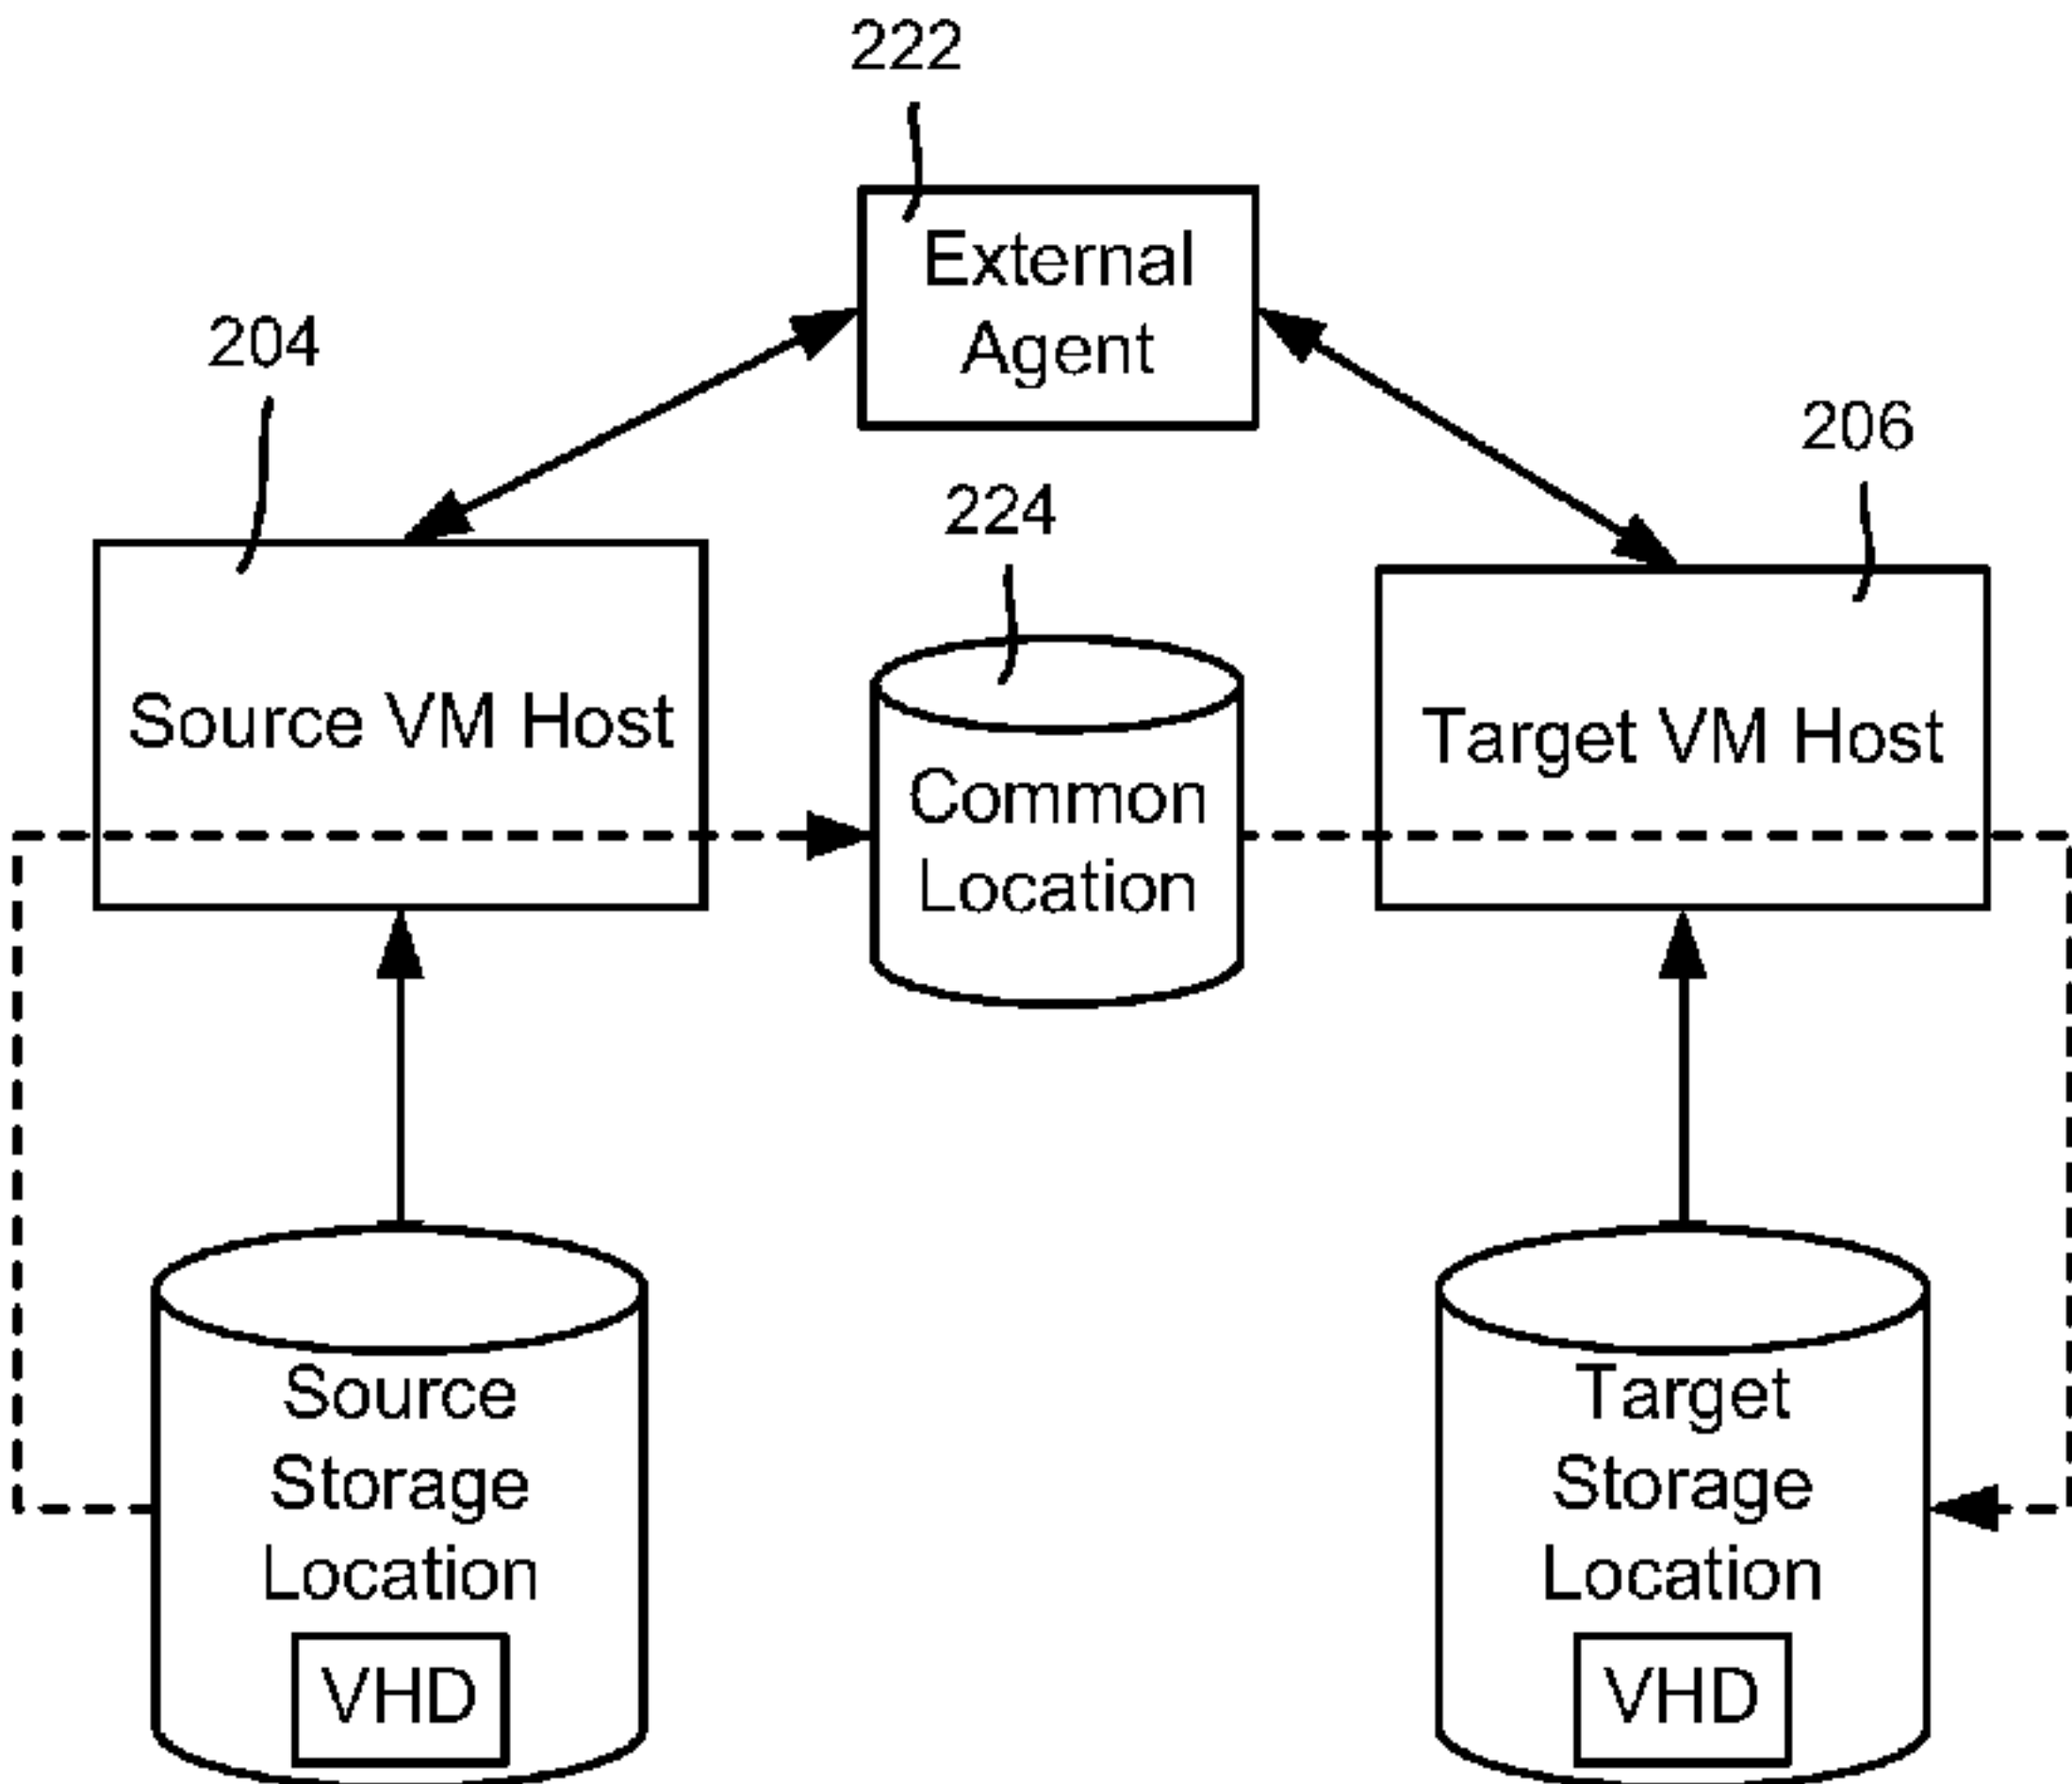 222
External
Agent
204
206
224
Source VM Host
Target VM Host
Common
Location
Source
Storage
Location
VHD
Target
Storage
Location
VHD